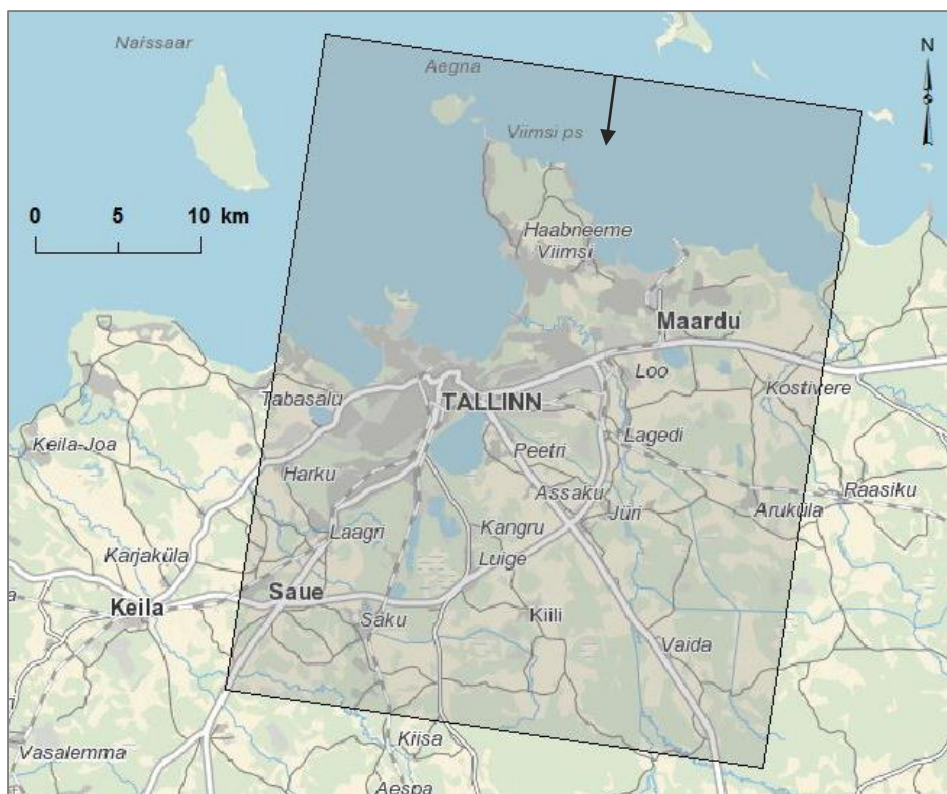 Naissaar
Aegna
N
Viimsi ps
0 5 10 km
Haabneeme
Viimsi
Maardu
Loo
Kostivere
Tabasalu
TALLINN
Keila-Joa
Lagedi
Peetri
Harku
Assaku
Raasiku
Aruküla
Jüri
Kangru
Laagri
Karjaküla
Luige
Saue
Keila
Saku
Kiili
Vaida
Kiisa
Vasalemma
Aespa